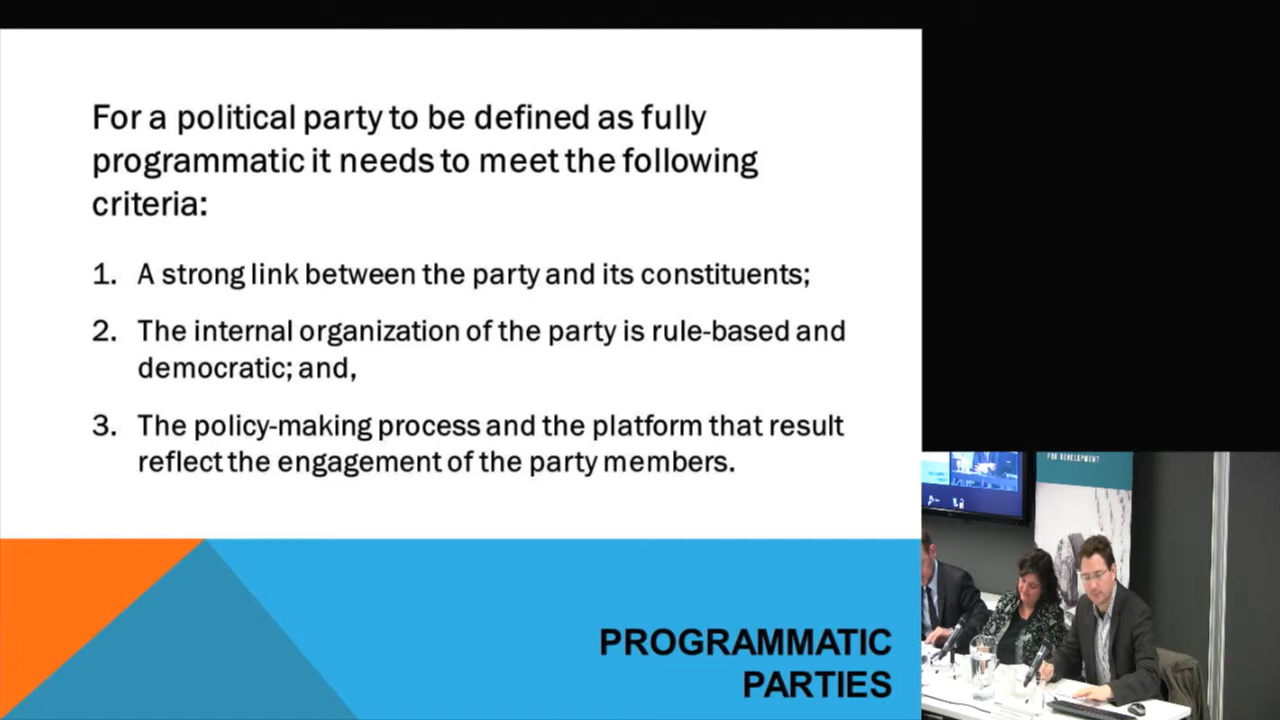 For a political party to be defined as fully
programmatic it needs to meet the following
criteria:
1. A strong link between the party and its constituents;
2. The internal organization of the party is rule-based and
democratic; and,
3. The policy-making process and the platform that result
reflect the engagement of the party members.
PROGRAMMATIC
PARTIES
FOR DEVELOPMENT